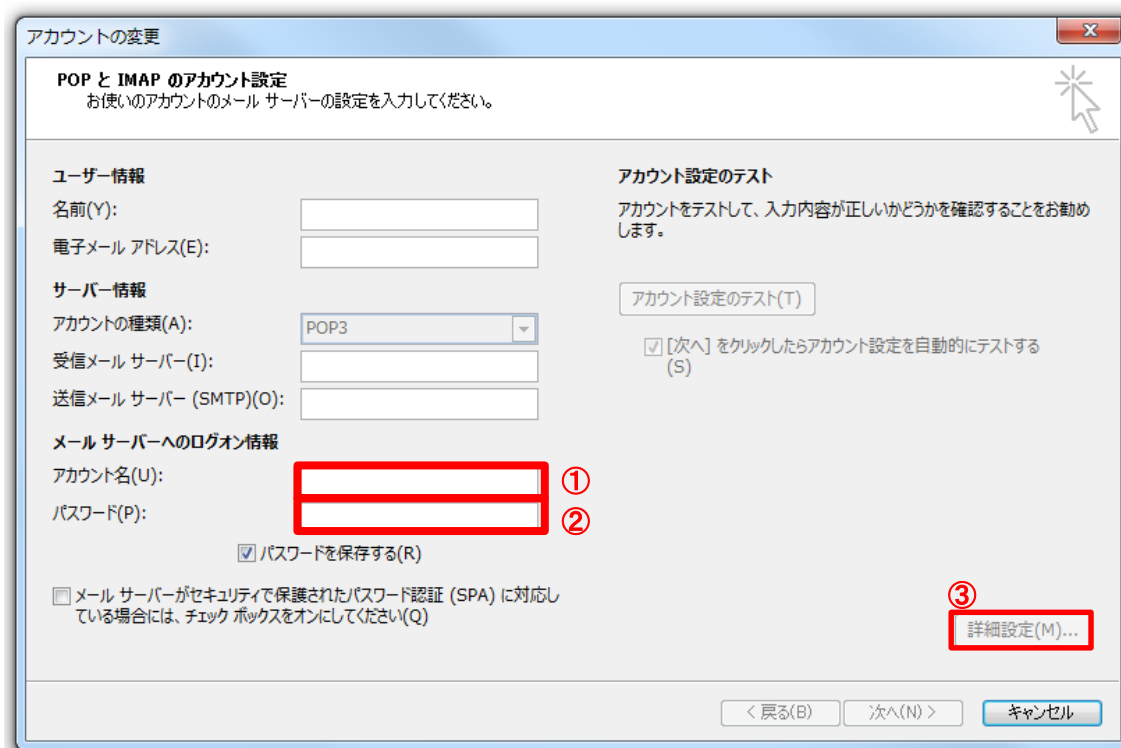 アカウントの変更
POP と IMAP のアカウント設定
お使いのアカウントのメール サーバーの設定を入力してください。
ユーザー情報
名前(Y):
電子メール アドレス(E):
サーバー情報
アカウントの種類(A):
POP3
受信メール サーバー(I):
送信メール サーバー (SMTP)(O):
メール サーバーへのログオン情報
アカウント名(U):
①
パスワード(P):
②
パスワードを保存する(R)
メール サーバーがセキュリティで保護されたパスワード認証 (SPA) に対応し
ている場合には、チェック ボックスをオンにしてください(Q)
アカウント設定のテスト
アカウントをテストして、入力内容が正しいかどうかを確認することをお勧め
します。
アカウント設定のテスト(T)
[次へ] をクリックしたらアカウント設定を自動的にテストする
(S)
③
詳細設定(M)...
< 戻る(B)
次へ(N) >
キャンセル